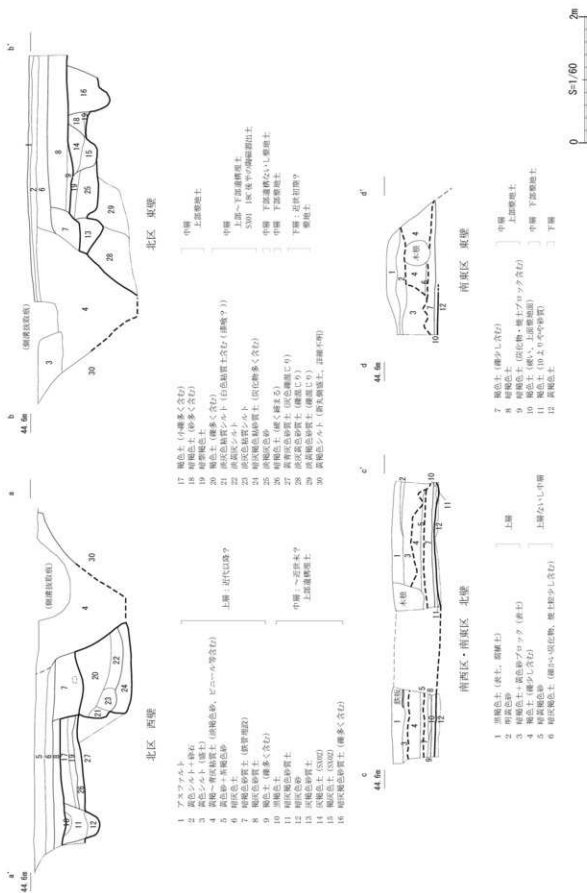 44.6m
a'
a
(側溝抜取痕)
北区 西壁
44.6m
b
b'
(側溝抜取痕)
北区 東壁
1 アスファルト
2 黄色シルト+砕石
3 黄色シルト(盛土)
4 黄褐〜青灰粘質土(淡褐色砂、ビニール等含む)
5 黄色砂+茶褐色砂
6 暗灰色土
7 暗褐色砂質土(鉄管埋設)
8 褐灰色砂質土
9 褐色土(礫多く含む)
10 黒褐色土
11 暗灰褐色砂質土
12 暗灰色砂
13 灰褐色砂質土
14 灰褐色土(SX02)
15 褐灰色土(SX02)
16 暗灰褐色砂質土(礫多く含む)
上層:近代以降?
中層:〜近世末?
上部遺構埋土
17 褐色土(小礫多く含む)
18 暗褐色土(砂多く含む)
19 暗紫褐色土
20 褐色土(礫多く含む)
21 淡灰色粘質シルト(白色粘質土含む(漆喰?))
22 淡黄灰シルト
23 淡灰色粘質シルト
24 暗灰褐色粘砂質土(炭化物多く含む)
25 淡褐灰色砂
26 暗褐色土(硬く締まる)
27 黄青灰色砂質土(灰色礫混じり)
28 淡灰黄色砂質土(礫混じり)
29 淡黄褐色砂質土(礫混じり)
30 黄褐色シルト(新丸側盛土、詳細不明)
中層
上部整地土
中層
上部〜下部遺構埋土
SX01 18C後半の陶磁器出土
中層 下部遺構ないし整地土
中層 下部整地土
下層:近世初期?
整地土
44.6m
c
c'
鉄板
木根
南西区・南東区 北壁
44.6m
d
d'
木根
南東区 東壁
1 黒褐色土(表土、腐植土)
2 明黄色砂
3 暗褐色土+黄色砂ブロック(表土)
4 褐色土(礫少し含む)
5 暗黄褐色砂
6 暗灰褐色土(細かい炭化物、焼土粒少し含む)
上層
上層ないし中層
7 褐色土(礫少し含む)
8 暗褐色土
9 暗褐色土(炭化物・焼土ブロック含む)
10 褐色土(硬い、上面整地面)
11 褐色土(10よりやや砂質)
12 黄褐色土
中層
上部整地土
中層 下部整地土
下層
0
2m
S=1/60